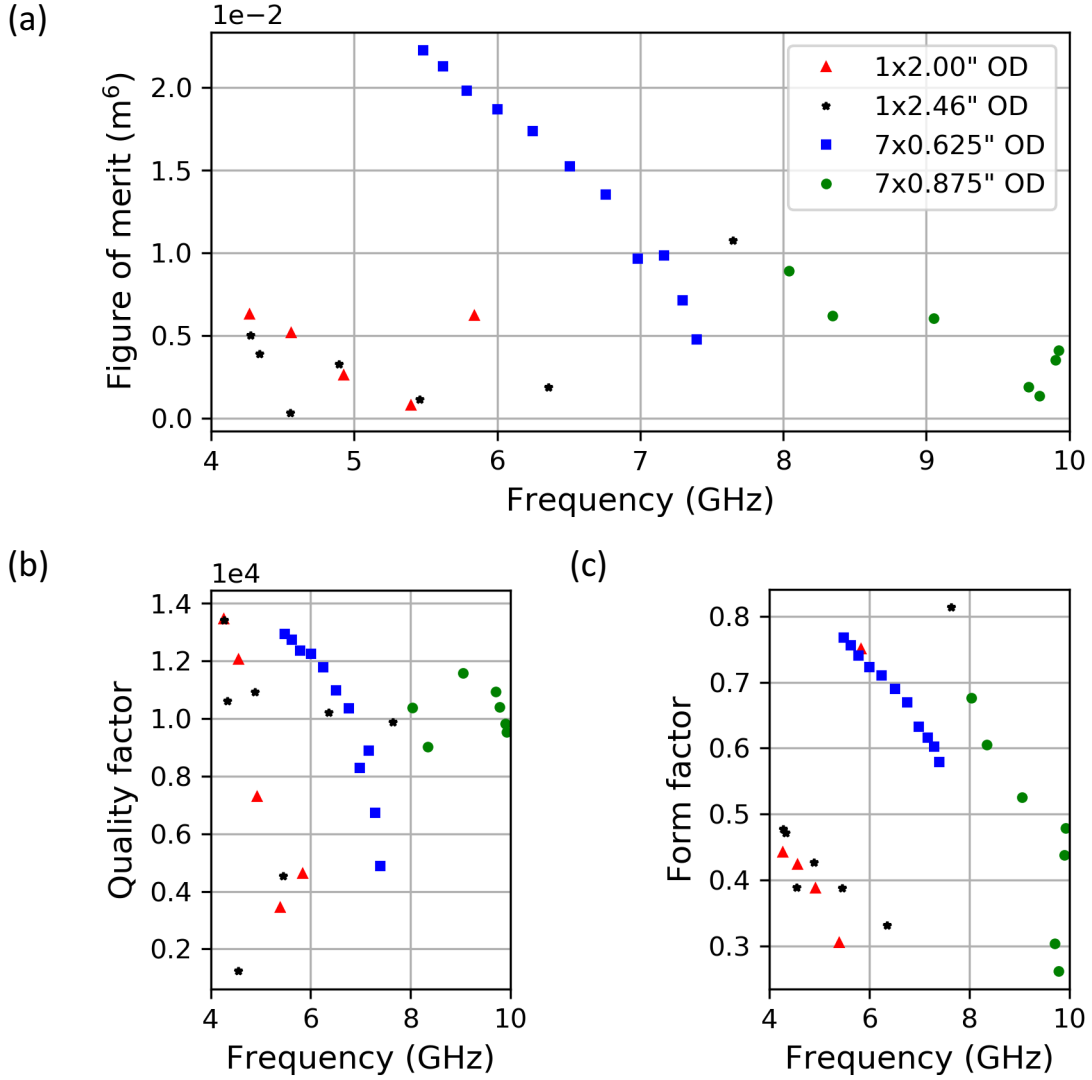 (a)
1e−2
Figure of merit (m⁶)
2.0
1.5
1.0
0.5
0.0
1x2.00" OD
1x2.46" OD
7x0.625" OD
7x0.875" OD
4 5 6 7 8 9 10
Frequency (GHz)
(b)
1e4
Quality factor
1.4
1.2
1.0
0.8
0.6
0.4
0.2
4 6 8 10
Frequency (GHz)
(c)
Form factor
0.8
0.7
0.6
0.5
0.4
0.3
4 6 8 10
Frequency (GHz)